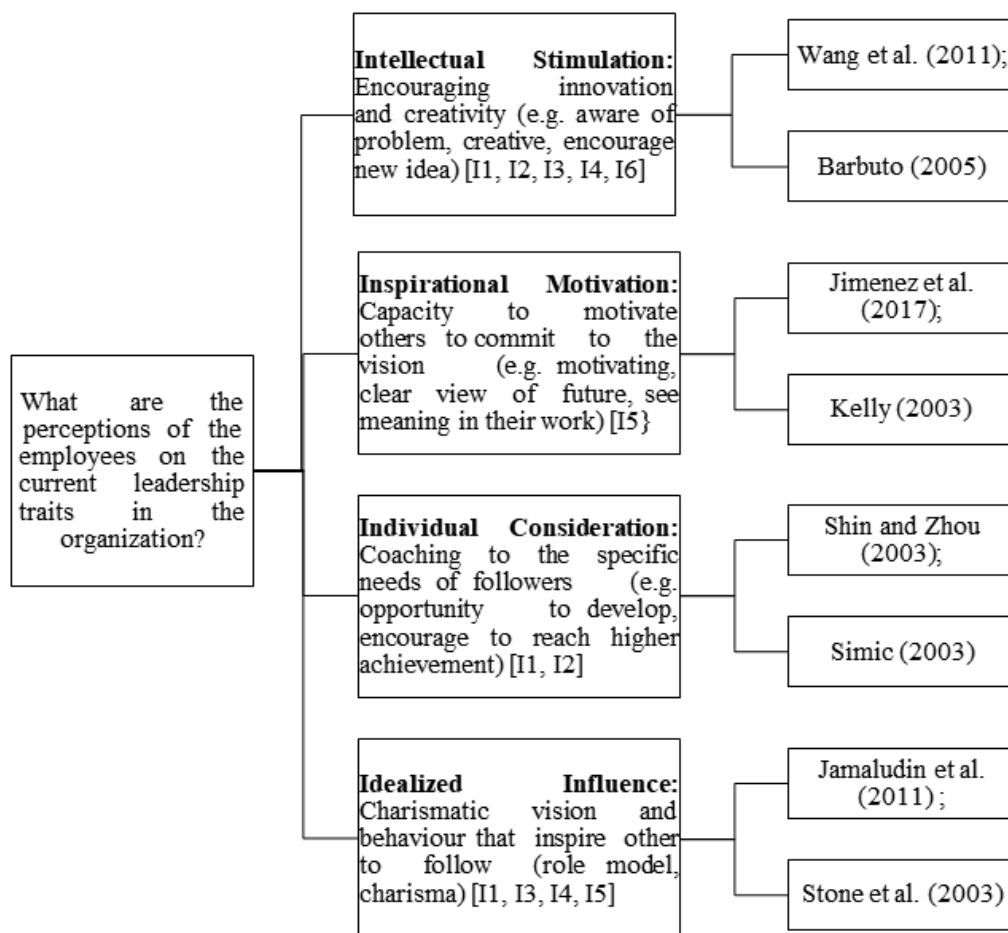 What are the
perceptions of the
employees on the
current leadership
traits in the
organization?
Intellectual Stimulation:
Encouraging innovation
and creativity (e.g. aware of
problem, creative, encourage
new idea) [I1, I2, I3, I4, I6]
Wang et al. (2011);
Barbuto (2005)
Inspirational Motivation:
Capacity to motivate
others to commit to the
vision (e.g. motivating,
clear view of future, see
meaning in their work) [I5}
Jimenez et al.
(2017);
Kelly (2003)
Individual Consideration:
Coaching to the specific
needs of followers (e.g.
opportunity to develop,
encourage to reach higher
achievement) [I1, I2]
Shin and Zhou
(2003);
Simic (2003)
Idealized Influence:
Charismatic vision and
behaviour that inspire other
to follow (role model,
charisma) [I1, I3, I4, I5]
Jamaludin et al.
(2011) ;
Stone et al. (2003)